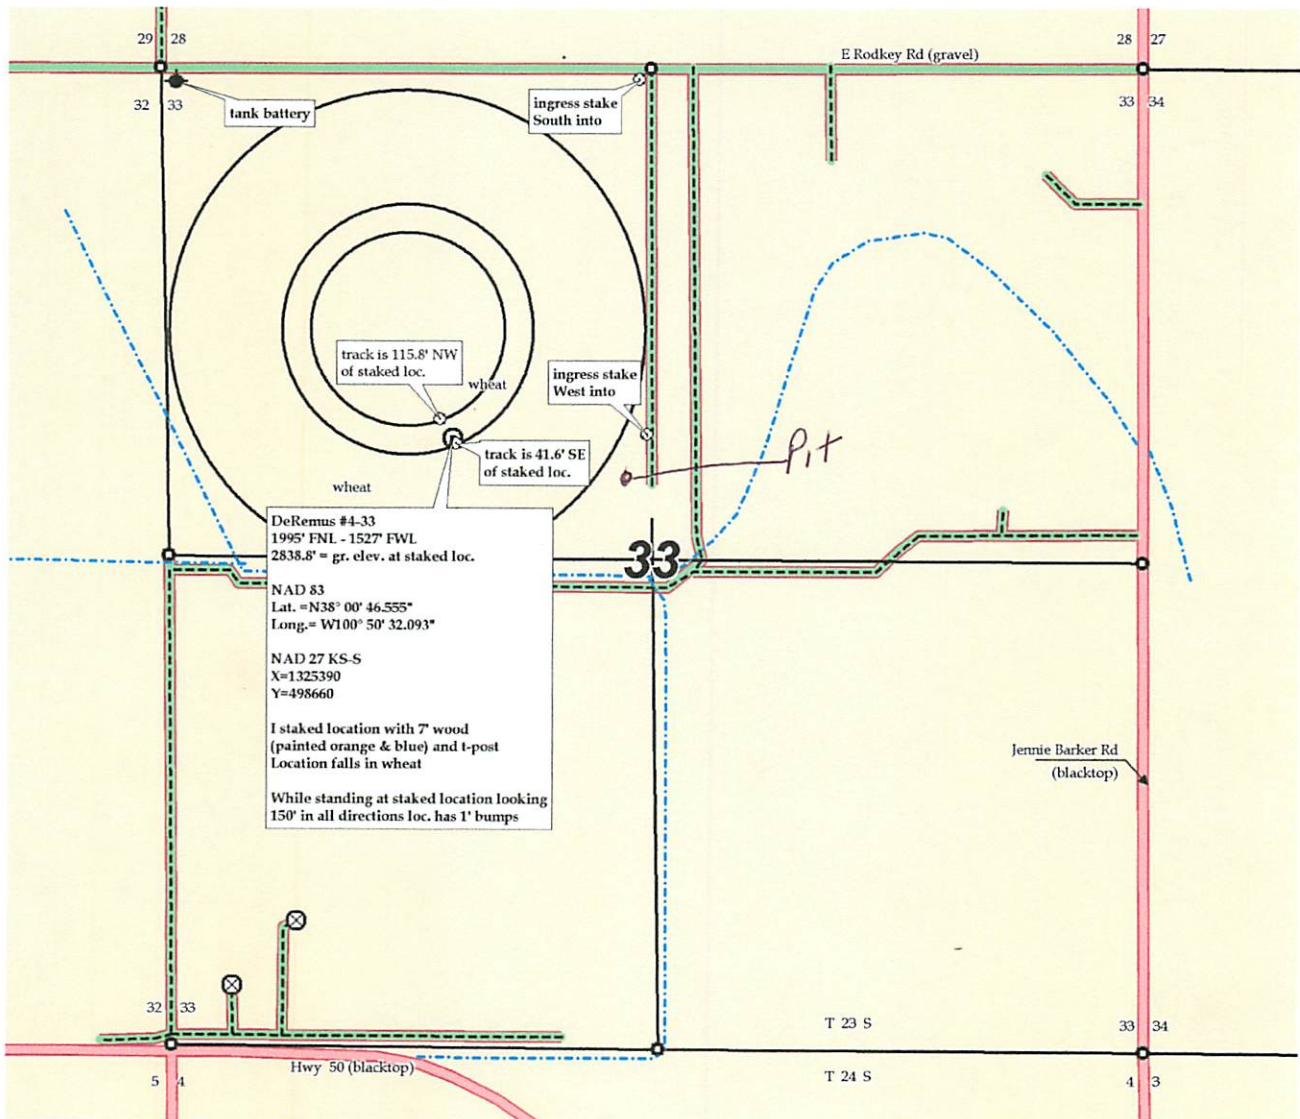 29 28
28 27
E Rodkey Rd (gravel)
32 33
33 34
tank battery
ingress stake
South into
track is 115.8' NW
of staked loc.
wheat
ingress stake
West into
track is 41.6' SE
of staked loc.
Pit
wheat
DeRemus #4-33
1995' FNL - 1527' FWL
2838.8' = gr. elev. at staked loc.
NAD 83
Lat. =N38° 00' 46.555"
Long.= W100° 50' 32.093"
NAD 27 KS-S
X=1325390
Y=498660
I staked location with 7' wood
(painted orange & blue) and t-post
Location falls in wheat
While standing at staked location looking
150' in all directions loc. has 1' bumps
33
Jennie Barker Rd
(blacktop)
32 33
T 23 S
33 34
Hwy 50 (blacktop)
T 24 S
5 4
4 3